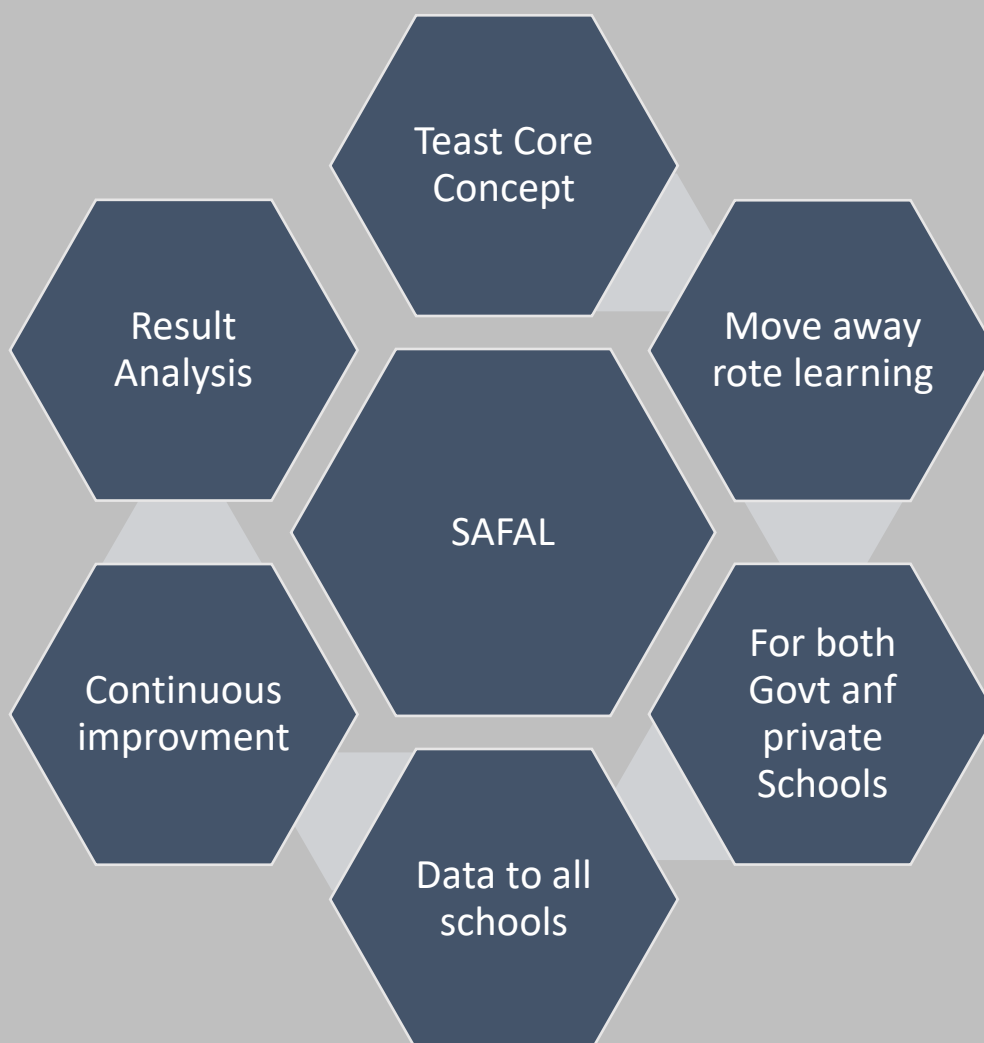 Teast Core
Concept
Move away
rote learning
For both
Govt anf
private
Schools
Data to all
schools
Continuous
improvment
Result
Analysis
SAFAL